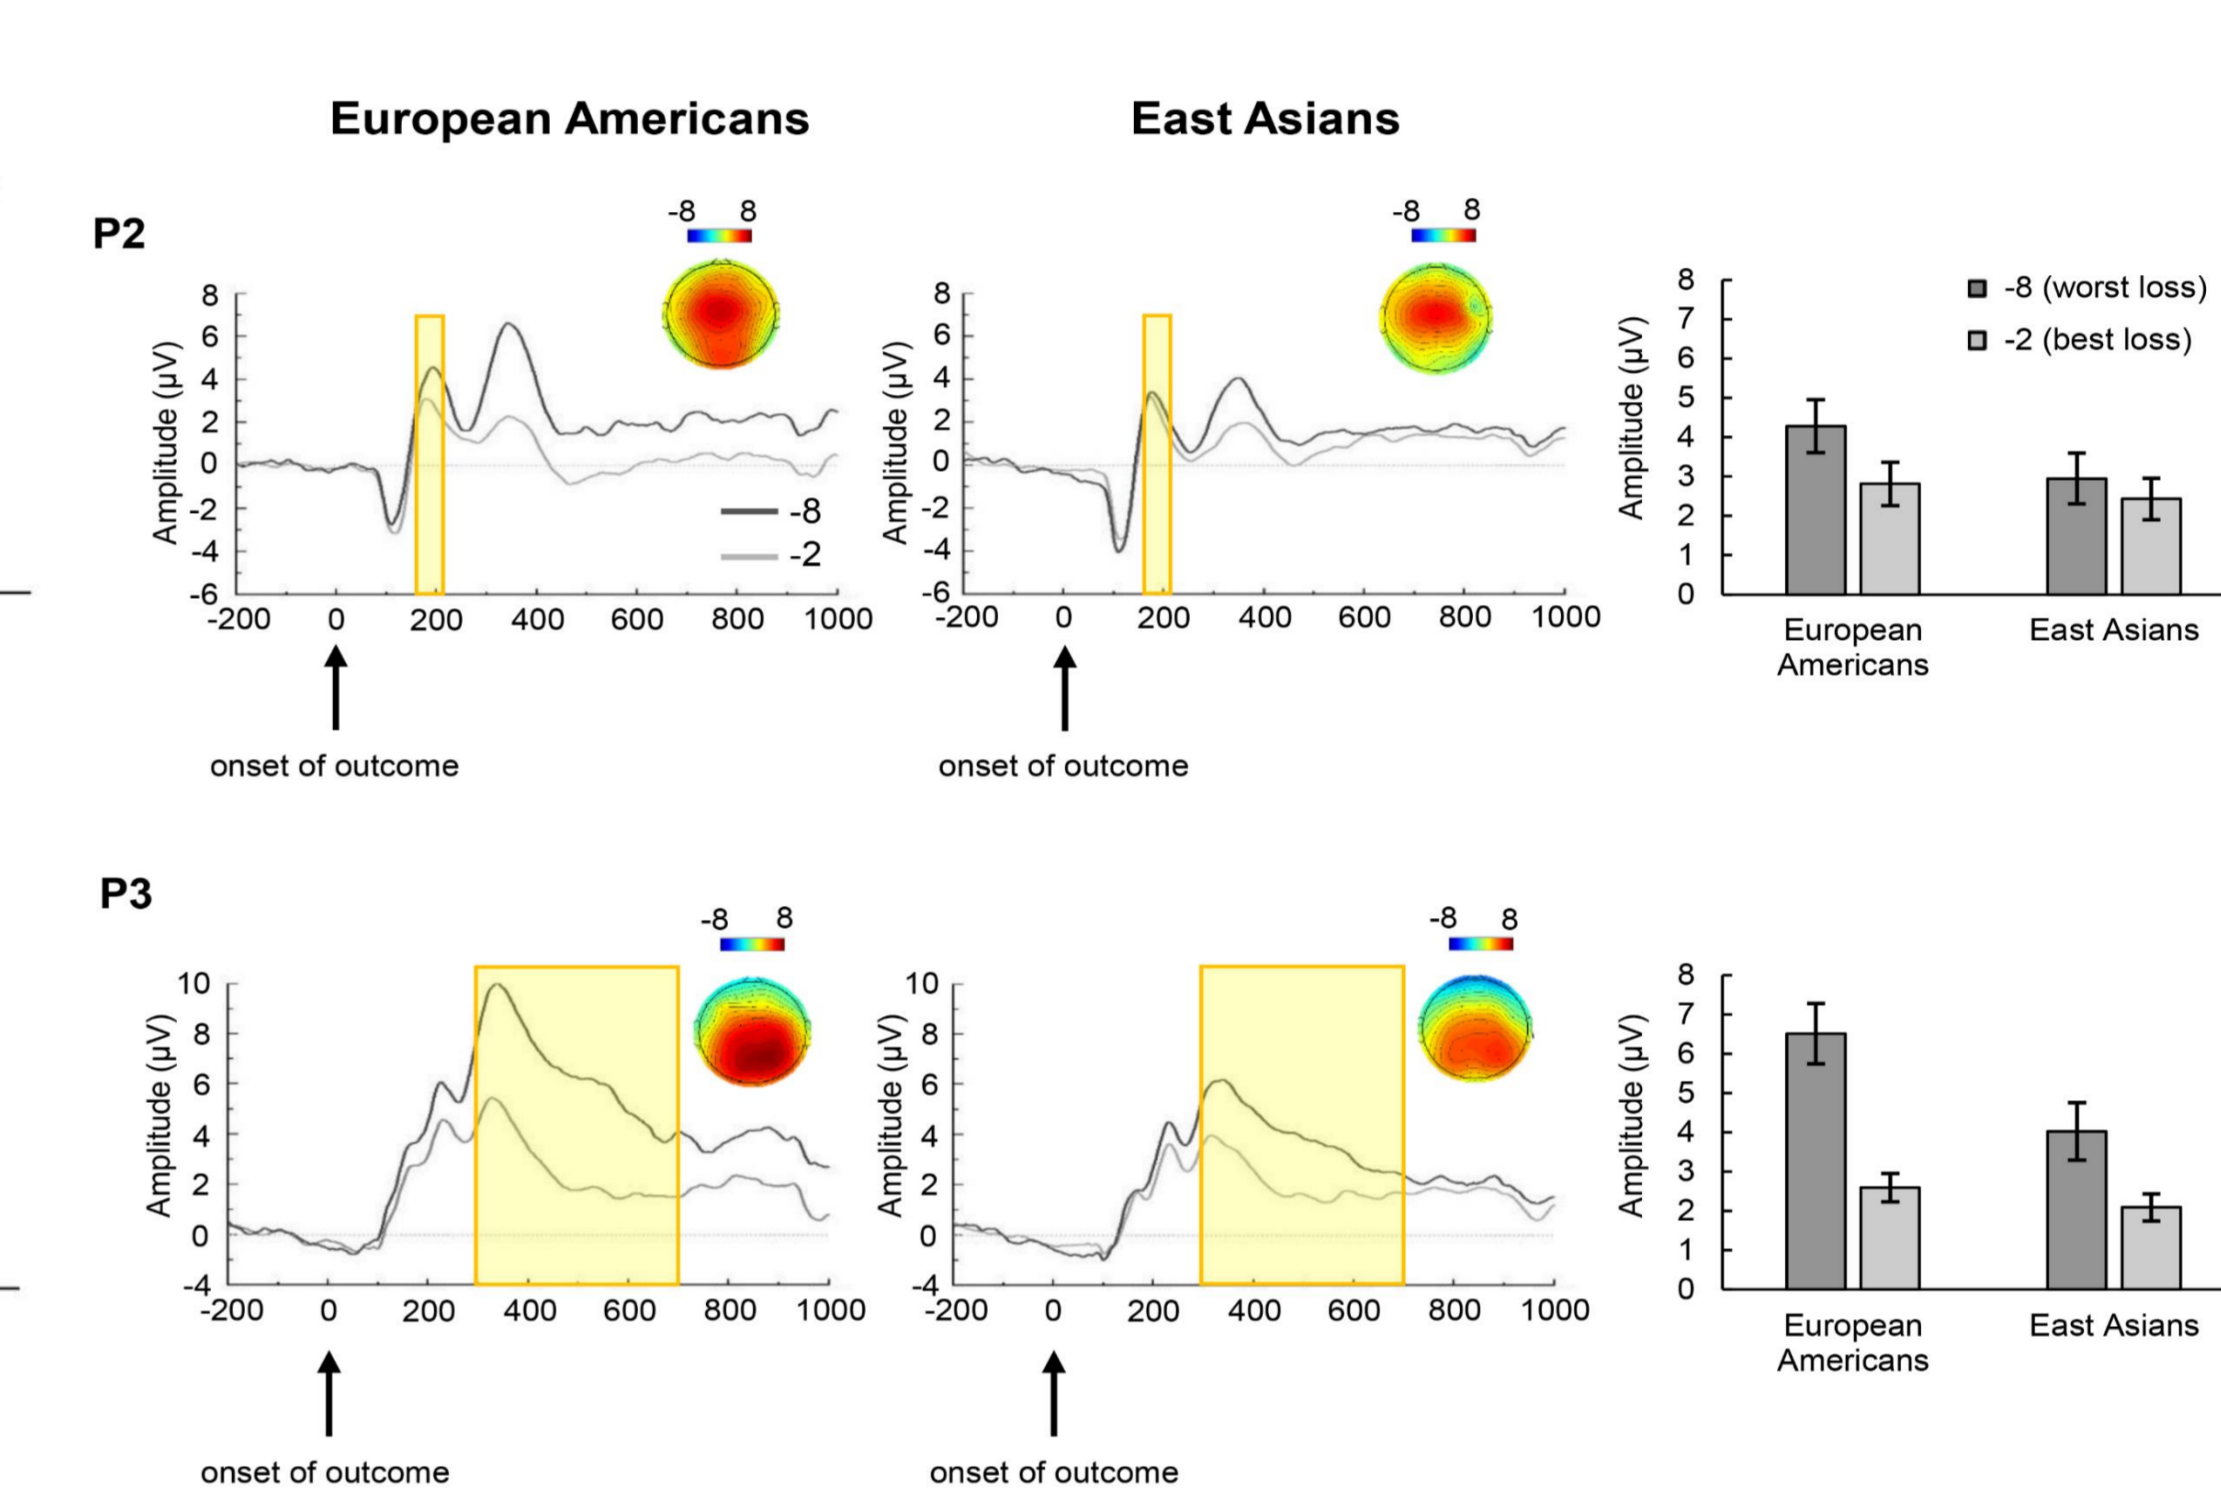 European Americans
East Asians
P2
-8 8
-8 8
Amplitude (µV)
8
6
4
2
0
-2
-4
-6
-200 0 200 400 600 800 1000
-8
-2
onset of outcome
Amplitude (µV)
8
6
4
2
0
-2
-4
-6
-200 0 200 400 600 800 1000
onset of outcome
Amplitude (µV)
8
7
6
5
4
3
2
1
0
-8 (worst loss)
-2 (best loss)
European
Americans
East Asians
P3
-8 8
-8 8
Amplitude (µV)
10
8
6
4
2
0
-4
-200 0 200 400 600 800 1000
onset of outcome
Amplitude (µV)
10
8
6
4
2
0
-4
-200 0 200 400 600 800 1000
onset of outcome
Amplitude (µV)
8
7
6
5
4
3
2
1
0
European
Americans
East Asians